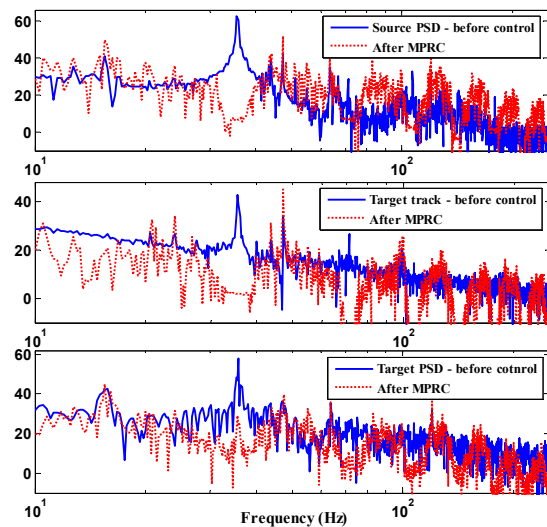 60
40
20
0
Source PSD - before control
After MPRC
10^1
10^2
40
20
0
Target track - before control
After MPRC
10^1
10^2
60
40
20
0
Target PSD - before cotnrol
After MPRC
10^1
10^2
Frequency (Hz)